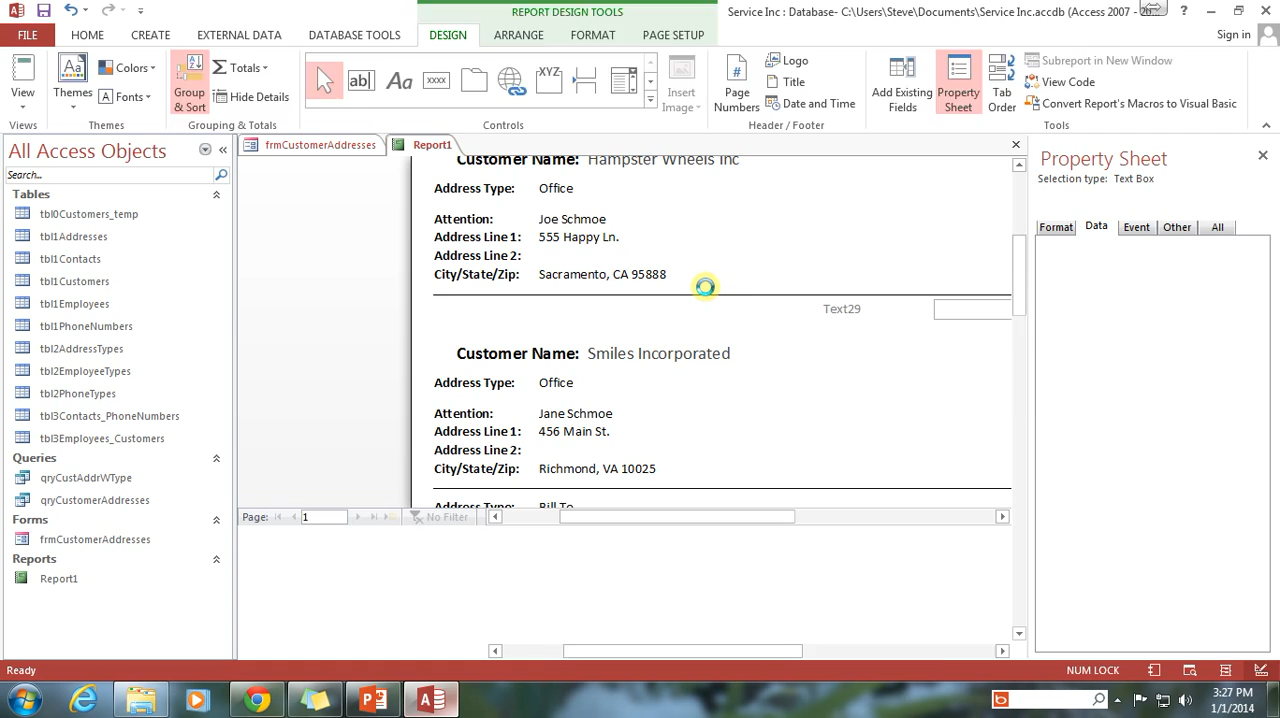 REPORT DESIGN TOOLS
Service Inc : Database- C:\Users\Steve\Documents\Service Inc.accdb (Access 2007 - 20...
FILE HOME CREATE EXTERNAL DATA DATABASE TOOLS DESIGN ARRANGE FORMAT PAGE SETUP Sign in
View
Views
Themes
Colors
Fonts
Themes
Group & Sort
Totals
Hide Details
Grouping & Totals
ab|
Aa
xxxx
XYZ
Controls
Insert Image
Page Numbers
Logo
Title
Date and Time
Header / Footer
Add Existing Fields
Property Sheet
Tab Order
Subreport in New Window
View Code
Convert Report's Macros to Visual Basic
Tools
All Access Objects
Search...
Tables
tbl0Customers_temp
tbl1Addresses
tbl1Contacts
tbl1Customers
tbl1Employees
tbl1PhoneNumbers
tbl2AddressTypes
tbl2EmployeeTypes
tbl2PhoneTypes
tbl3Contacts_PhoneNumbers
tbl3Employees_Customers
Queries
qryCustAddrWType
qryCustomerAddresses
Forms
frmCustomerAddresses
Reports
Report1
frmCustomerAddresses Report1
Customer Name: Hampster Wheels Inc
Address Type: Office
Attention: Joe Schmoe
Address Line 1: 555 Happy Ln.
Address Line 2:
City/State/Zip: Sacramento, CA 95888
Text29
Customer Name: Smiles Incorporated
Address Type: Office
Attention: Jane Schmoe
Address Line 1: 456 Main St.
Address Line 2:
City/State/Zip: Richmond, VA 10025
Address Type: Bill To
Page: 1 No Filter
Property Sheet
Selection type: Text Box
Format Data Event Other All
Ready
NUM LOCK
3:27 PM
1/1/2014